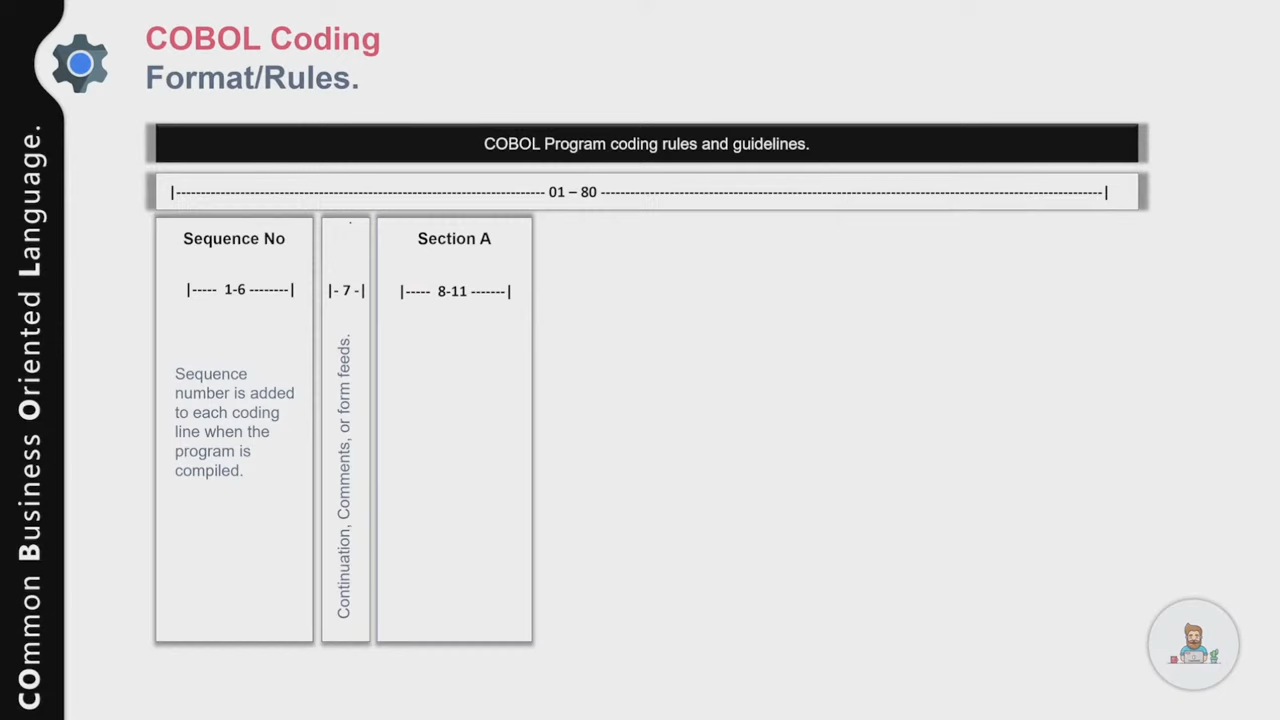 COBOL Coding
Format/Rules.
COBOL Program coding rules and guidelines.
|---------------------------------------------------------------------------- 01 – 80 ----------------------------------------------------------------------------|
Sequence No
|----- 1-6 --------|
Sequence
number is added
to each coding
line when the
program is
compiled.
|- 7 -|
Continuation, Comments, or form feeds.
Section A
|----- 8-11 -------|
COmmon Business Oriented Language.